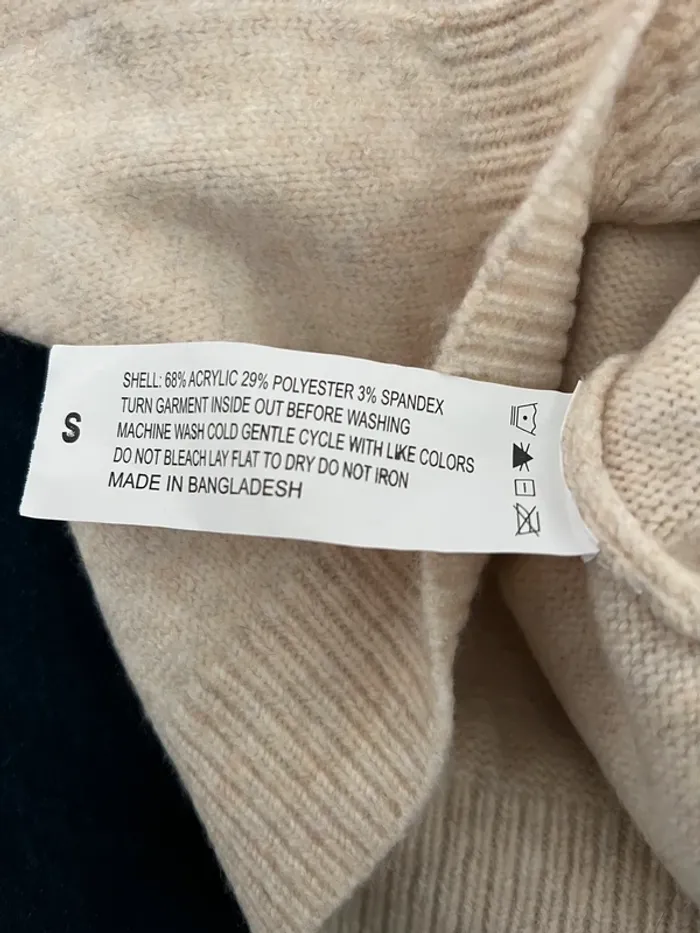 S
SHELL: 68% ACRYLIC 29% POLYESTER 3% SPANDEX
TURN GARMENT INSIDE OUT BEFORE WASHING
MACHINE WASH COLD GENTLE CYCLE WITH LIKE COLORS
DO NOT BLEACH LAY FLAT TO DRY DO NOT IRON
MADE IN BANGLADESH